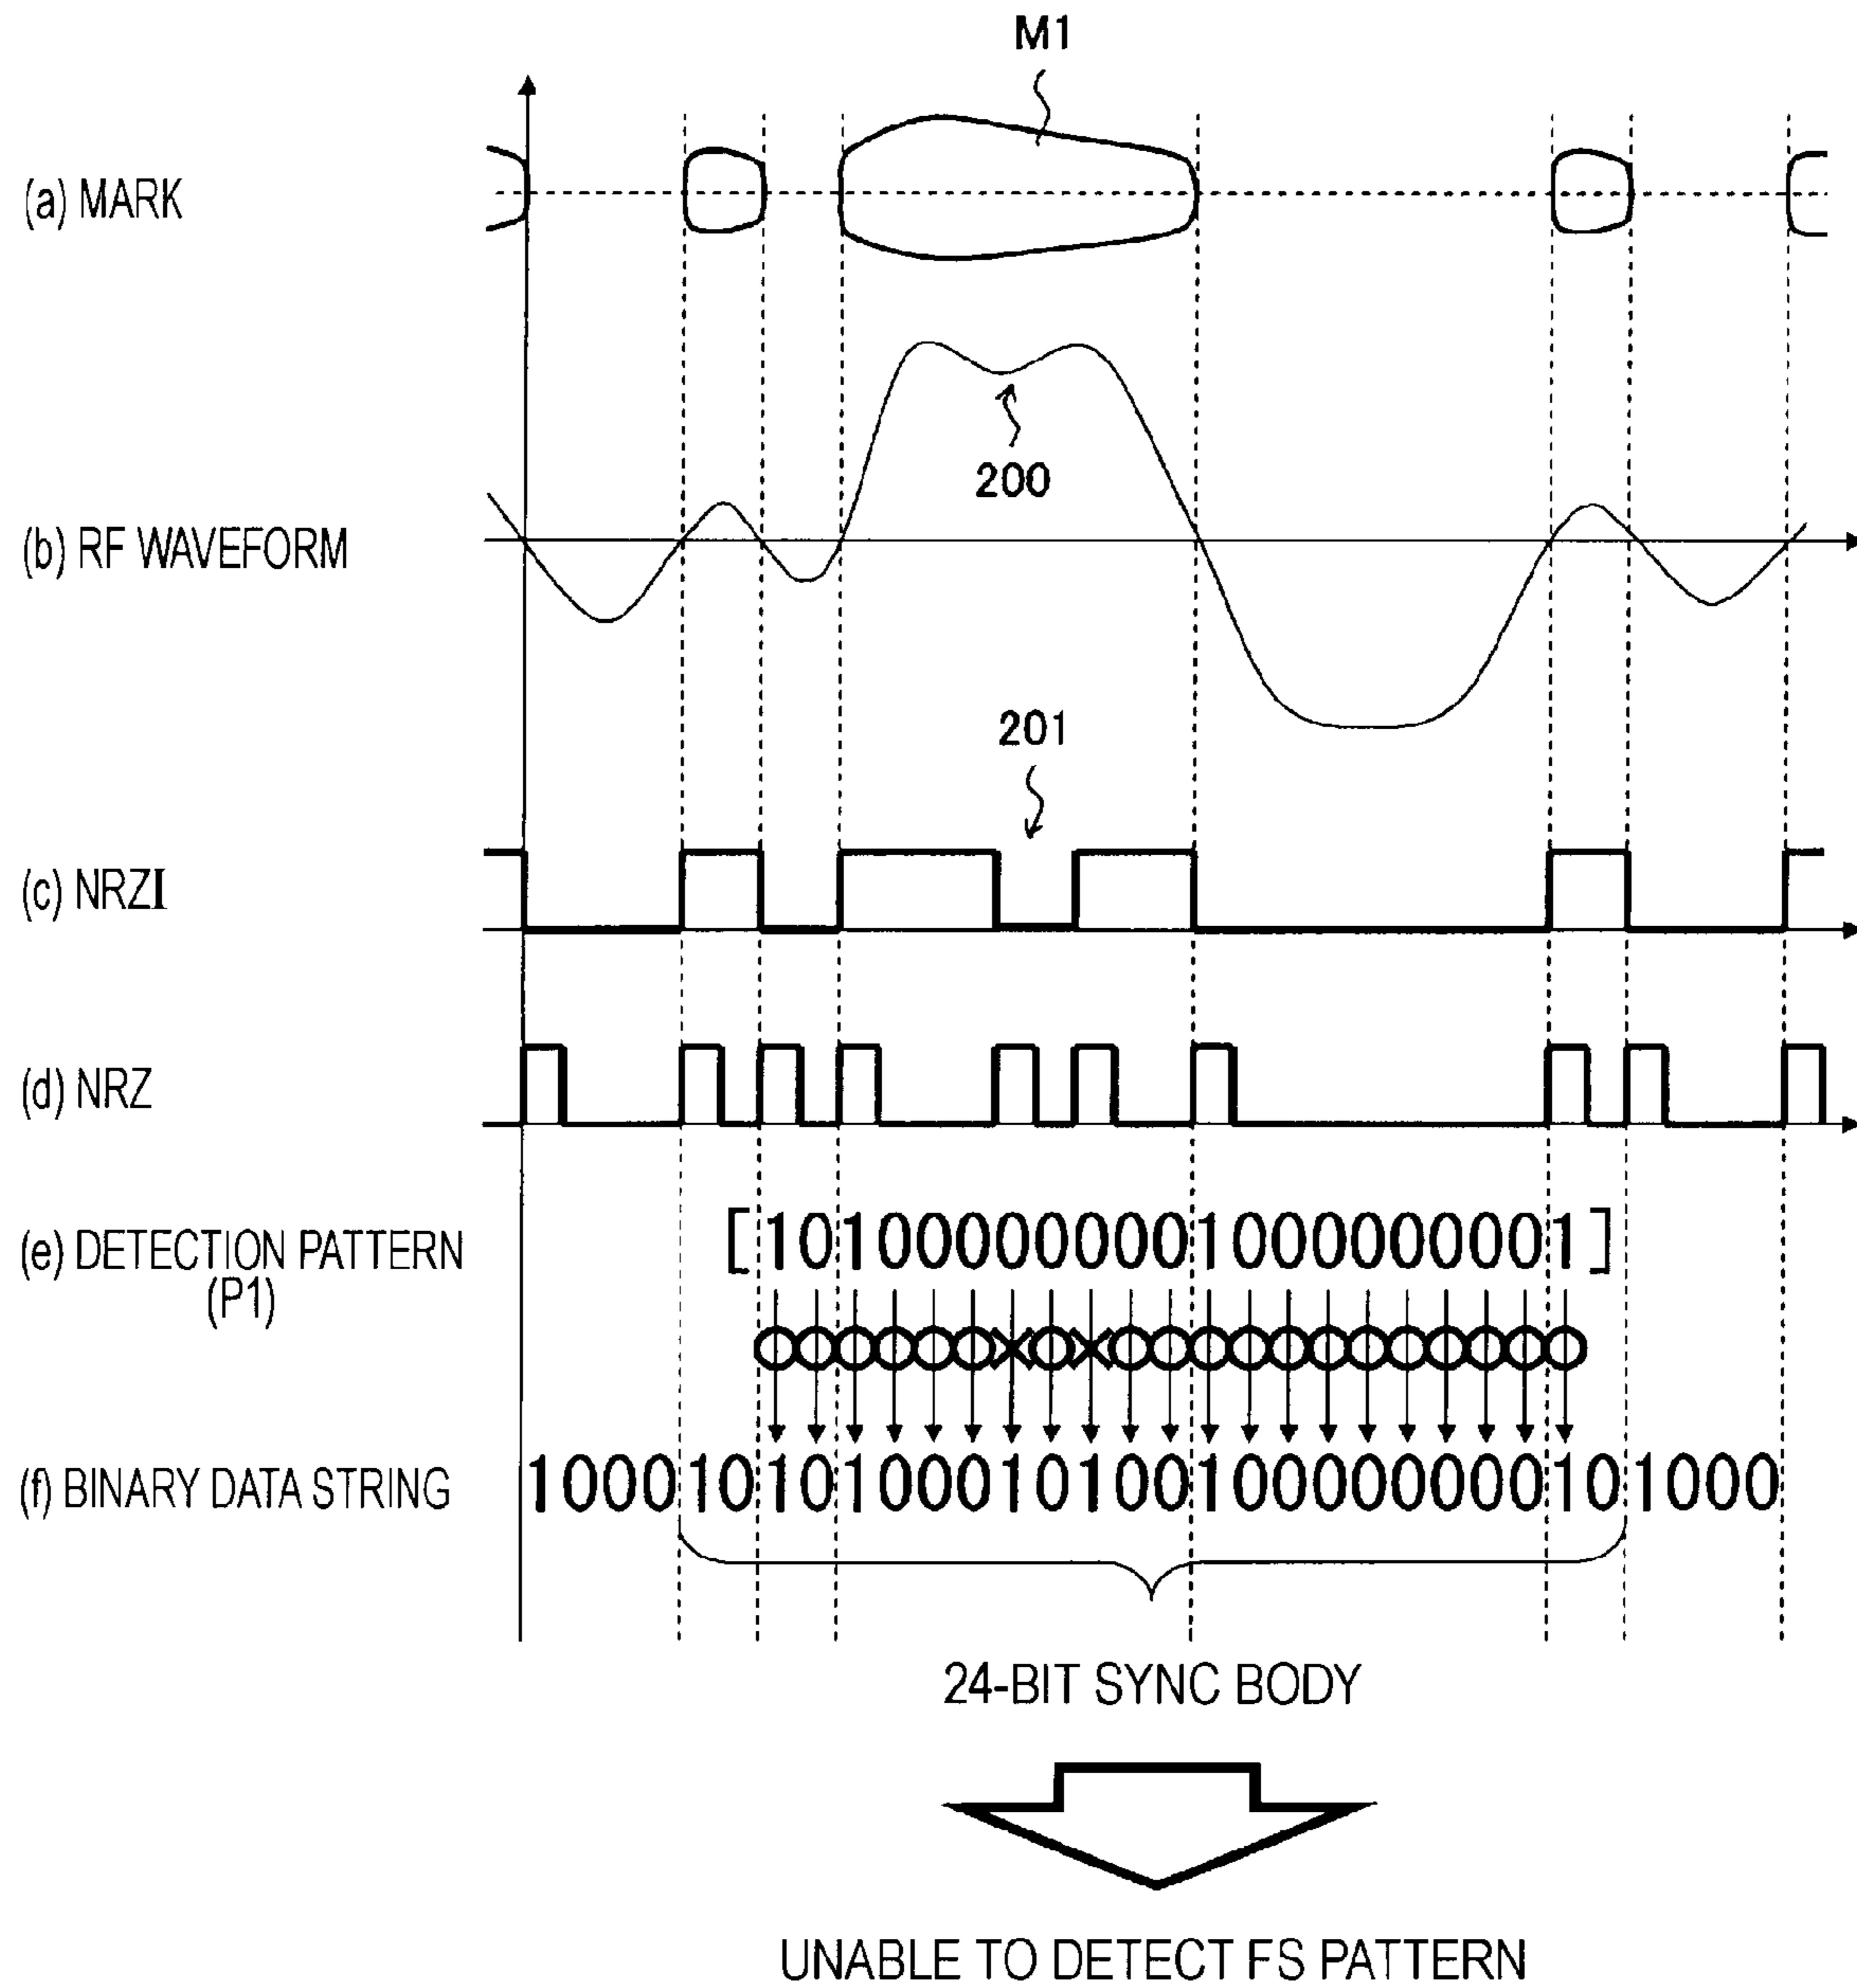 M1
(a) MARK
200
(b) RF WAVEFORM
201
(c) NRZI
(d) NRZ
(e) DETECTION PATTERN
(P1)
[101000000001000000001]
(f) BINARY DATA STRING
10001010100010100100000000101000
24-BIT SYNC BODY
UNABLE TO DETECT FS PATTERN